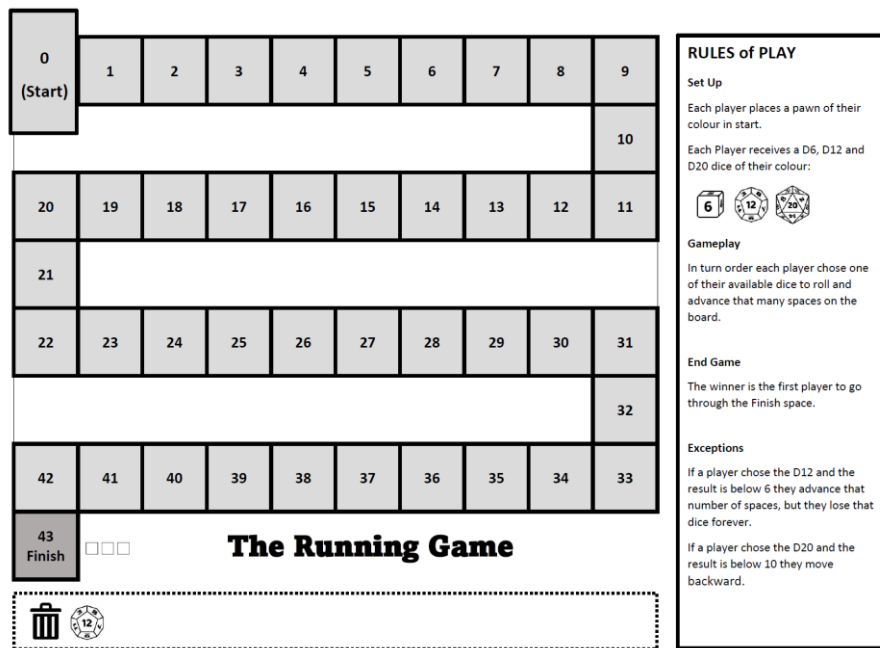 0
(Start)
1 2 3 4 5 6 7 8 9
10
20 19 18 17 16 15 14 13 12 11
21
22 23 24 25 26 27 28 29 30 31
32
42 41 40 39 38 37 36 35 34 33
43
Finish
The Running Game
12
RULES of PLAY
Set Up
Each player places a pawn of their
colour in start.
Each Player receives a D6, D12 and
D20 dice of their colour:
6 12 20
Gameplay
In turn order each player chose one
of their available dice to roll and
advance that many spaces on the
board.
End Game
The winner is the first player to go
through the Finish space.
Exceptions
If a player chose the D12 and the
result is below 6 they advance that
number of spaces, but they lose that
dice forever.
If a player chose the D20 and the
result is below 10 they move
backward.